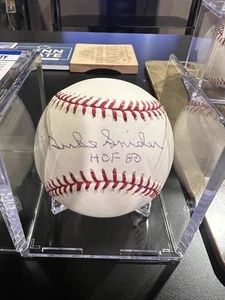 Duke Snider
HOF 80